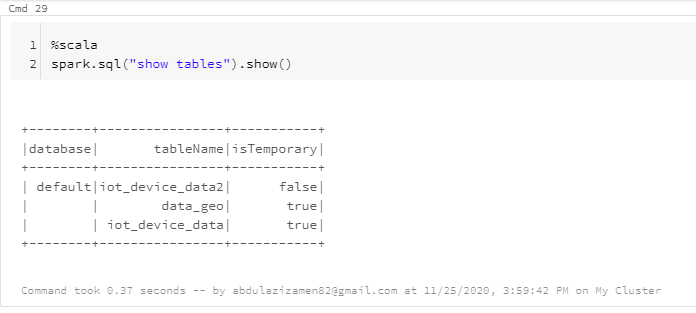 Cmd 29
1 %scala
2 spark.sql("show tables").show()
+--------+----------------+-----------+
|database|       tableName|isTemporary|
+--------+----------------+-----------+
| default|iot_device_data2|      false|
|        |        data_geo|       true|
|        | iot_device_data|       true|
+--------+----------------+-----------+
Command took 0.37 seconds -- by abdulazizamen82@gmail.com at 11/25/2020, 3:59:42 PM on My Cluster